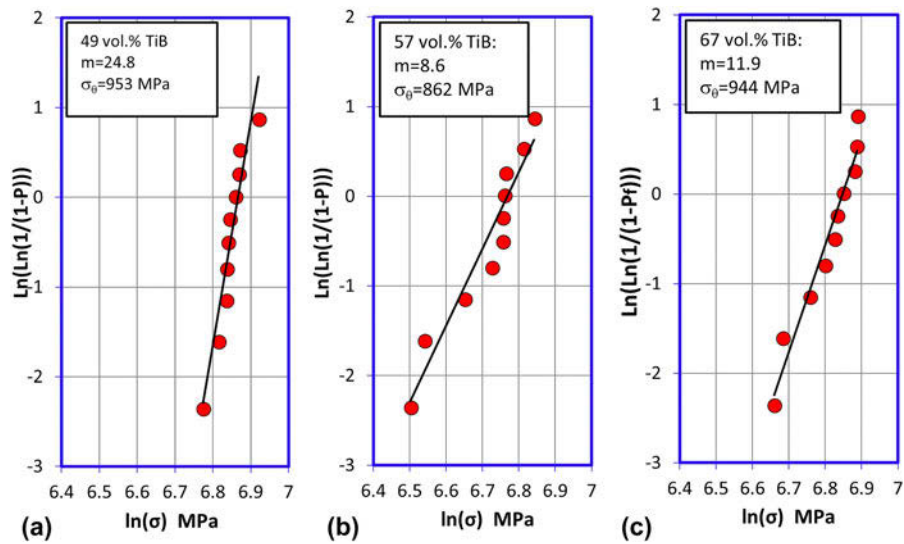 49 vol.% TiB
m=24.8
σθ=953 MPa
57 vol.% TiB:
m=8.6
σθ=862 MPa
67 vol.% TiB:
m=11.9
σθ=944 MPa
2
1
0
-1
-2
-3
2
1
0
-1
-2
-3
2
1
0
-1
-2
-3
Ln(Ln(1/(1-P)))
Ln(Ln(1/(1-P)))
Ln(Ln(1/(1-Pf)))
6.4 6.5 6.6 6.7 6.8 6.9 7
6.4 6.5 6.6 6.7 6.8 6.9 7
6.4 6.5 6.6 6.7 6.8 6.9 7
(a) ln(σ) MPa
(b) ln(σ) MPa
(c) ln(σ) MPa